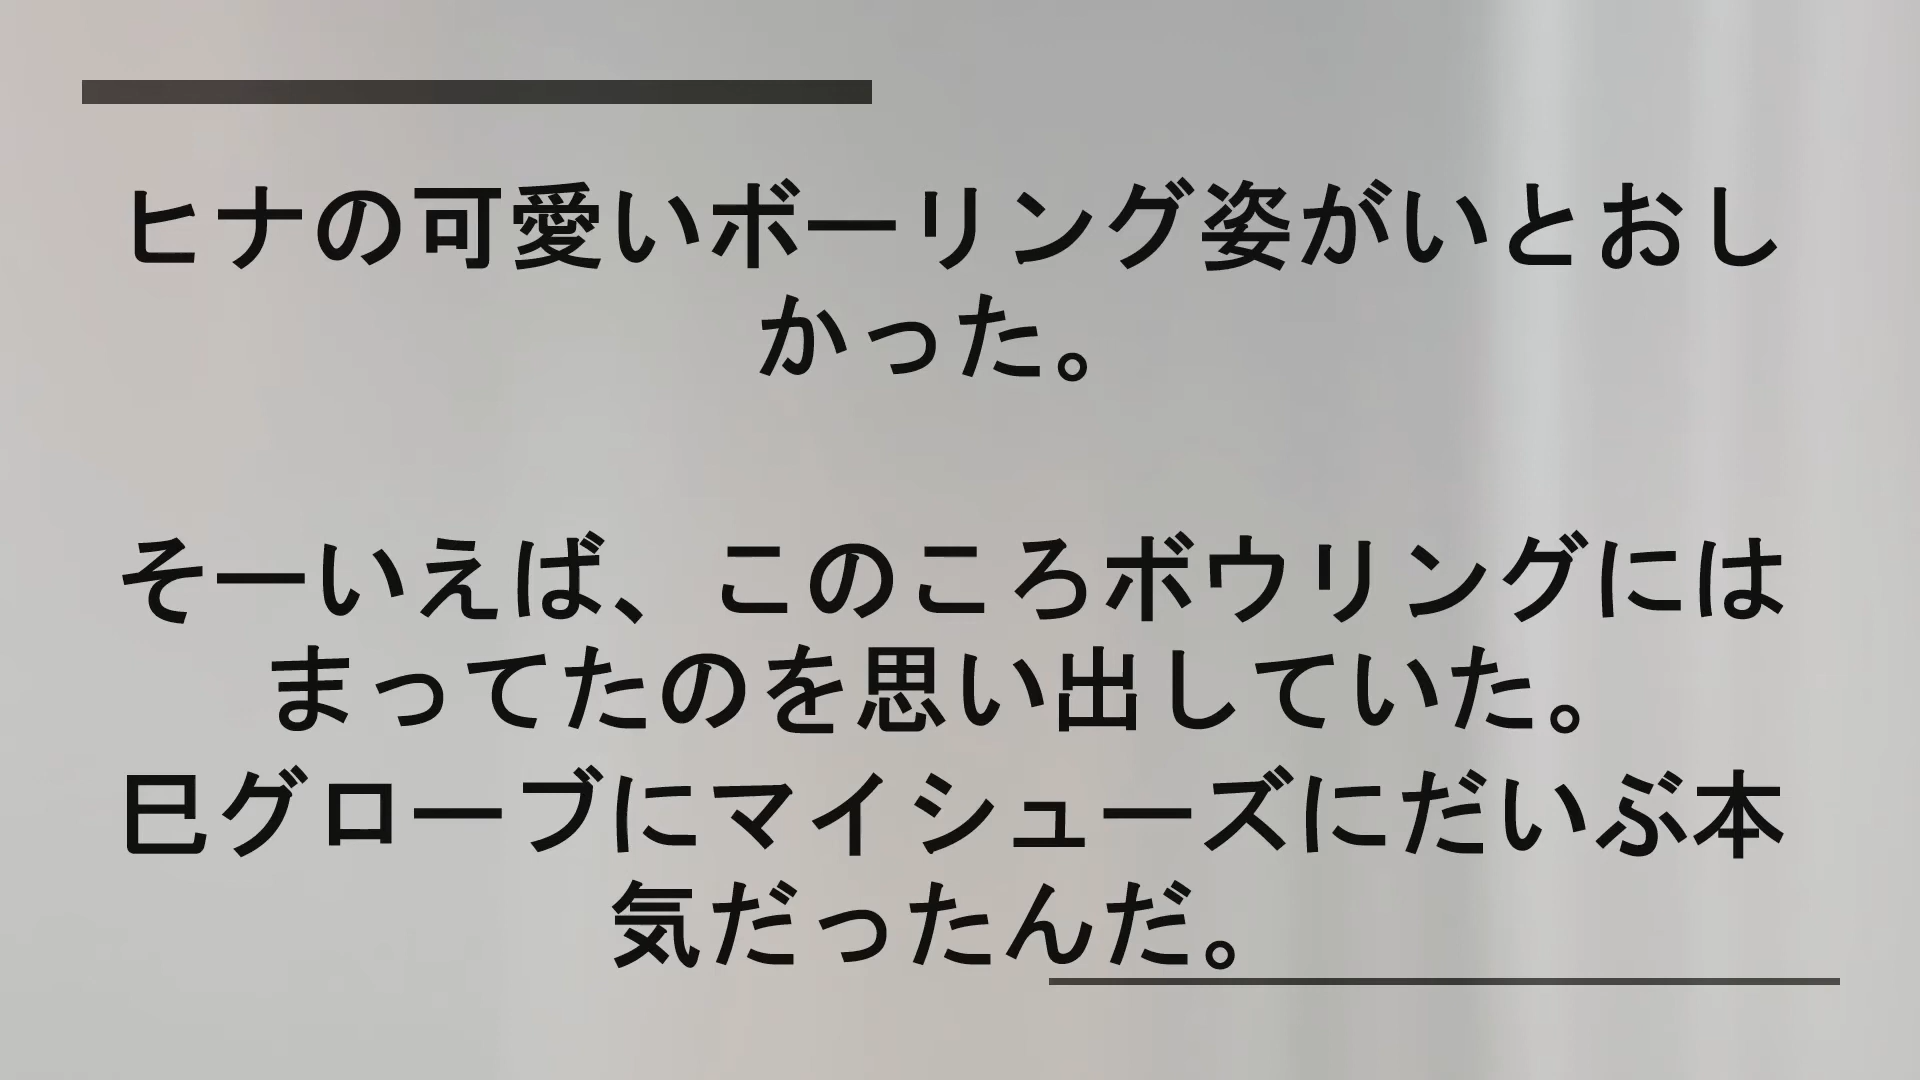 ヒナの可愛いボーリング姿がいとおし
かった。
そーいえば、このころボウリングには
まってたのを思い出していた。
巳グローブにマイシューズにだいぶ本
気だったんだ。